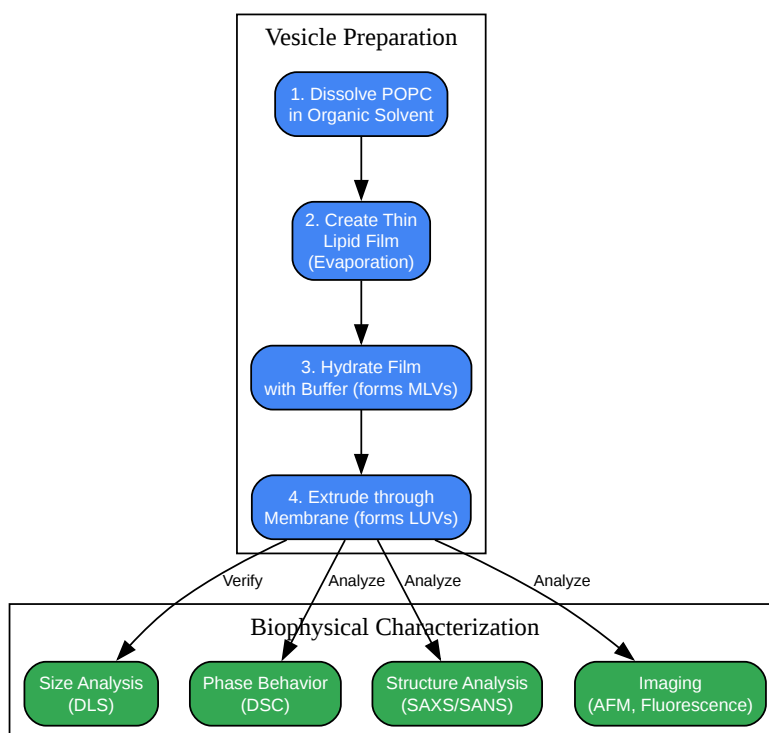 Vesicle Preparation
1. Dissolve POPC
in Organic Solvent
2. Create Thin
Lipid Film
(Evaporation)
3. Hydrate Film
with Buffer (forms MLVs)
4. Extrude through
Membrane (forms LUVs)
Verify
Analyze
Analyze
Analyze
Biophysical Characterization
Size Analysis
(DLS)
Phase Behavior
(DSC)
Structure Analysis
(SAXS/SANS)
Imaging
(AFM, Fluorescence)